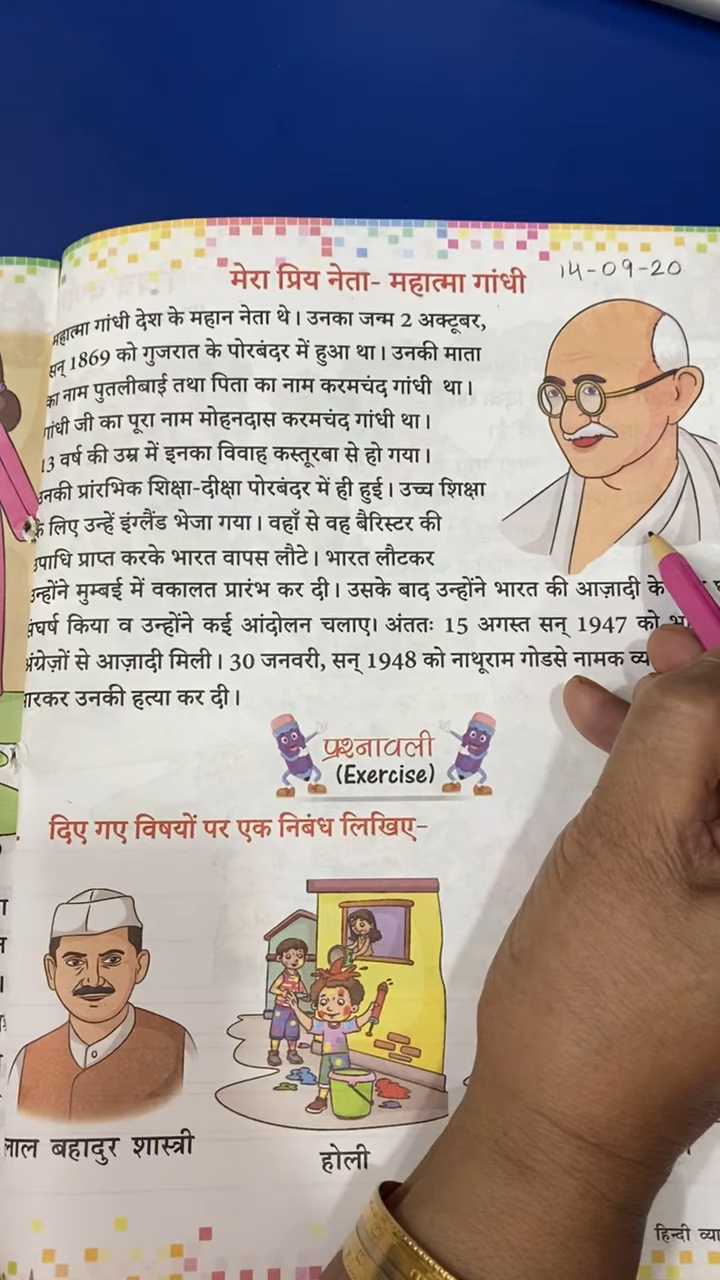 14-09-20
मेरा प्रिय नेता- महात्मा गांधी
महात्मा गांधी देश के महान नेता थे। उनका जन्म 2 अक्टूबर,
सन् 1869 को गुजरात के पोरबंदर में हुआ था। उनकी माता
का नाम पुतलीबाई तथा पिता का नाम करमचंद गांधी था।
गांधी जी का पूरा नाम मोहनदास करमचंद गांधी था।
13 वर्ष की उम्र में इनका विवाह कस्तूरबा से हो गया।
उनकी प्रांरभिक शिक्षा-दीक्षा पोरबंदर में ही हुई। उच्च शिक्षा
के लिए उन्हें इंग्लैंड भेजा गया। वहाँ से वह बैरिस्टर की
उपाधि प्राप्त करके भारत वापस लौटे। भारत लौटकर
उन्होंने मुम्बई में वकालत प्रारंभ कर दी। उसके बाद उन्होंने भारत की आज़ादी के
संघर्ष किया व उन्होंने कई आंदोलन चलाए। अंततः 15 अगस्त सन् 1947 को
अंग्रेज़ों से आज़ादी मिली। 30 जनवरी, सन् 1948 को नाथूराम गोडसे नामक
मारकर उनकी हत्या कर दी।
प्रश्नावली
(Exercise)
दिए गए विषयों पर एक निबंध लिखिए-
लाल बहादुर शास्त्री
होली
हिन्दी